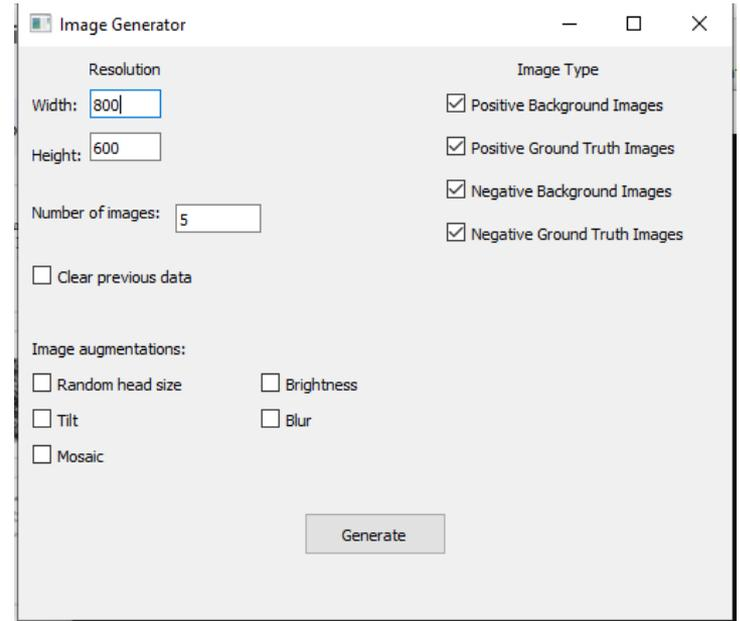 Image Generator
Resolution
Image Type
Width: 800
Positive Background Images
Height: 600
Positive Ground Truth Images
Negative Background Images
Number of images: 5
Negative Ground Truth Images
Clear previous data
Image augmentations:
Random head size
Brightness
Tilt
Blur
Mosaic
Generate